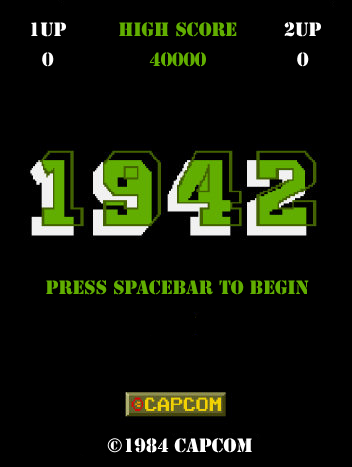 1UP HIGH SCORE 2UP
0 40000 0
1942
PRESS SPACEBAR TO BEGIN
CAPCOM
©1984 CAPCOM